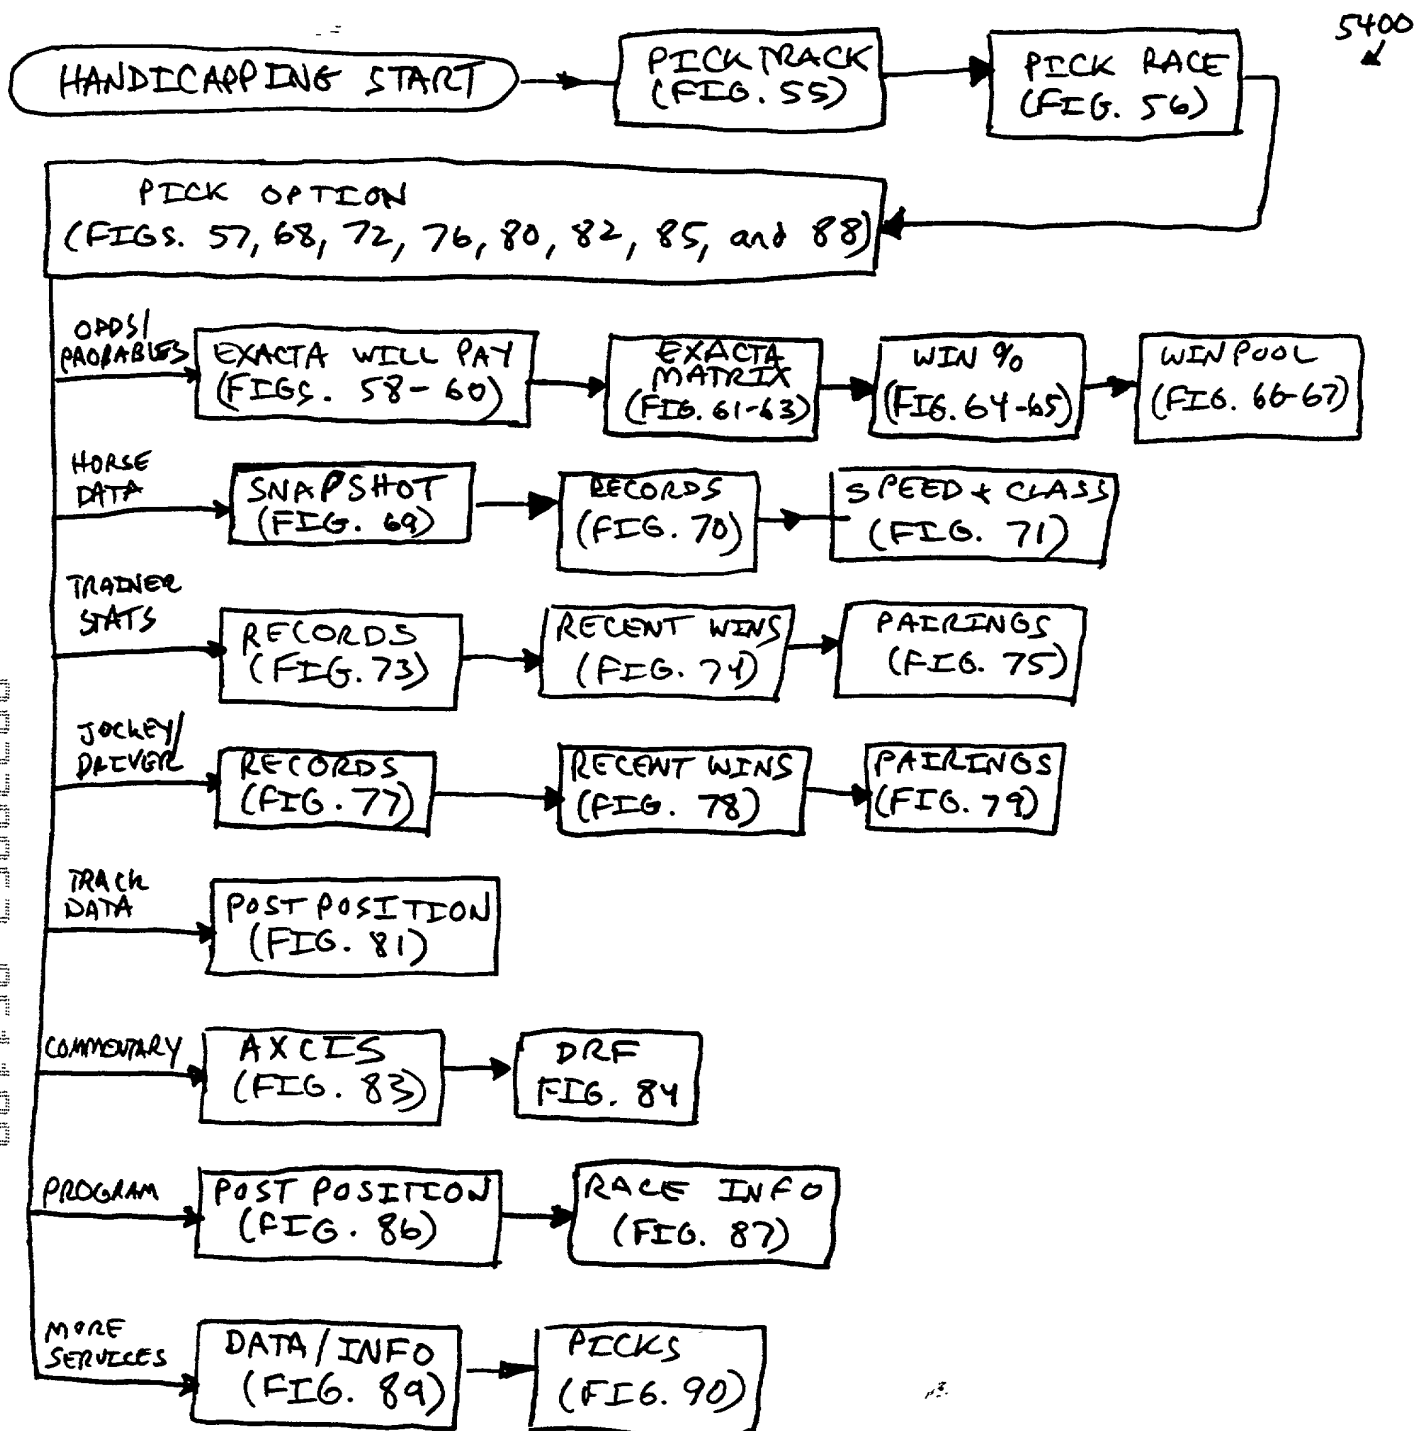 5400
HANDICAPPING START
PICK TRACK
(FIG. 55)
PICK RACE
(FIG. 56)
PICK OPTION
(FIGS. 57, 68, 72, 76, 80, 82, 85, and 88)
ODDS/
PROBABLES
EXACTA WILL PAY
(FIGS. 58-60)
EXACTA
MATRIX
(FIG. 61-63)
WIN %
(FIG. 64-65)
WIN POOL
(FIG. 66-67)
HORSE
DATA
SNAPSHOT
(FIG. 69)
RECORDS
(FIG. 70)
SPEED + CLASS
(FIG. 71)
TRAINER
STATS
RECORDS
(FIG. 73)
RECENT WINS
(FIG. 74)
PAIRINGS
(FIG. 75)
JOCKEY/
DRIVER
RECORDS
(FIG. 77)
RECENT WINS
(FIG. 78)
PAIRINGS
(FIG. 79)
TRACK
DATA
POST POSITION
(FIG. 81)
COMMENTARY
AXCIS
(FIG. 83)
DRF
FIG. 84
PROGRAM
POST POSITION
(FIG. 86)
RACE INFO
(FIG. 87)
MORE
SERVICES
DATA/INFO
(FIG. 89)
PICKS
(FIG. 90)